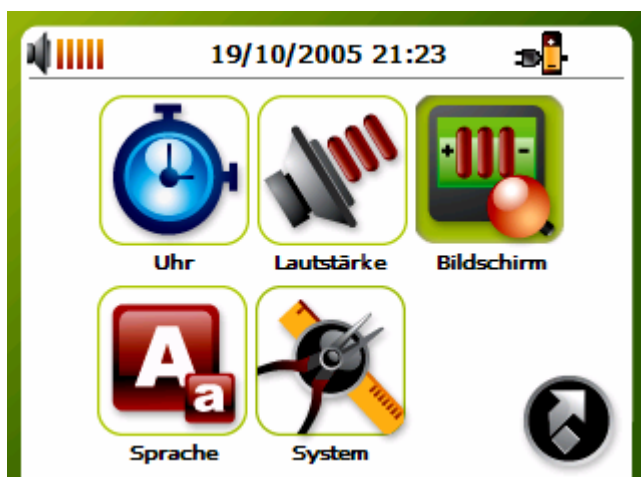 19/10/2005 21:23
Uhr Lautstärke Bildschirm
A
a
Sprache System